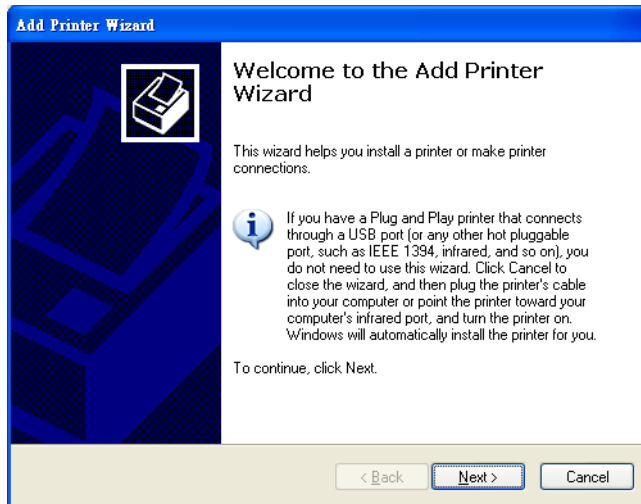 Add Printer Wizard
Welcome to the Add Printer
Wizard
This wizard helps you install a printer or make printer
connections.
If you have a Plug and Play printer that connects
through a USB port (or any other hot pluggable
port, such as IEEE 1394, infrared, and so on), you
do not need to use this wizard. Click Cancel to
close the wizard, and then plug the printer's cable
into your computer or point the printer toward your
computer's infrared port, and turn the printer on.
Windows will automatically install the printer for you.
To continue, click Next.
< Back
Next >
Cancel